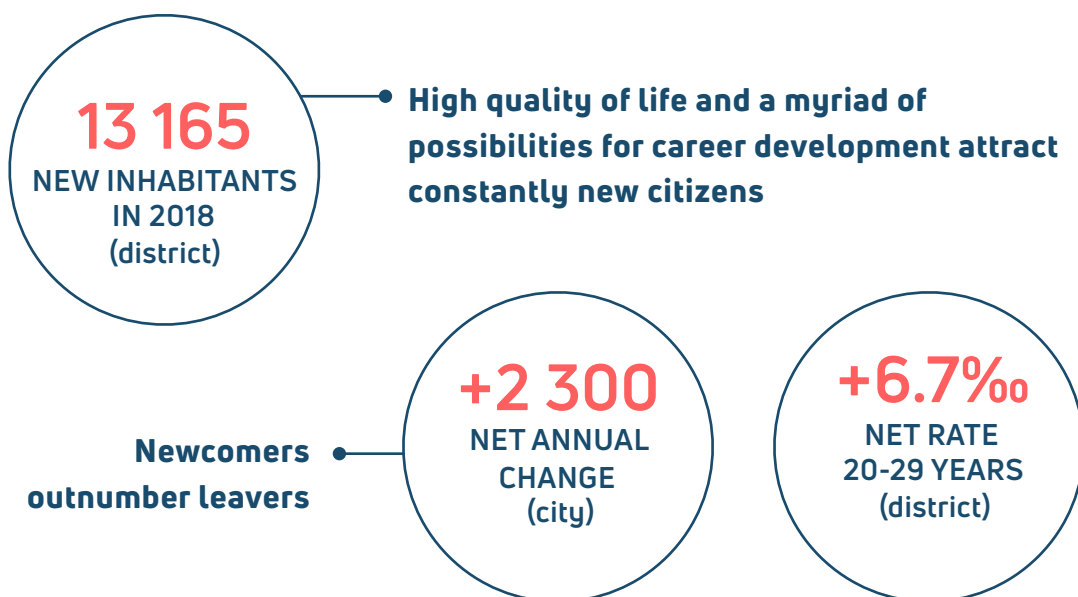 13 165
NEW INHABITANTS
IN 2018
(district)
High quality of life and a myriad of
possibilities for career development attract
constantly new citizens
Newcomers
outnumber leavers
+2 300
NET ANNUAL
CHANGE
(city)
+6.7‰
NET RATE
20-29 YEARS
(district)